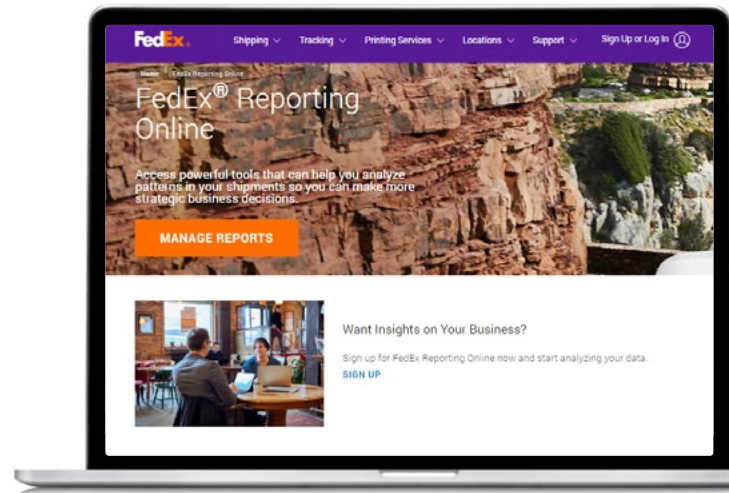 FedEx.
Shipping Tracking Printing Services Locations Support Sign Up or Log In
Home FedEx Reporting Online
FedEx® Reporting
Online
Access powerful tools that can help you analyze
patterns in your shipments so you can make more
strategic business decisions.
MANAGE REPORTS
Want Insights on Your Business?
Sign up for FedEx Reporting Online now and start analyzing your data.
SIGN UP